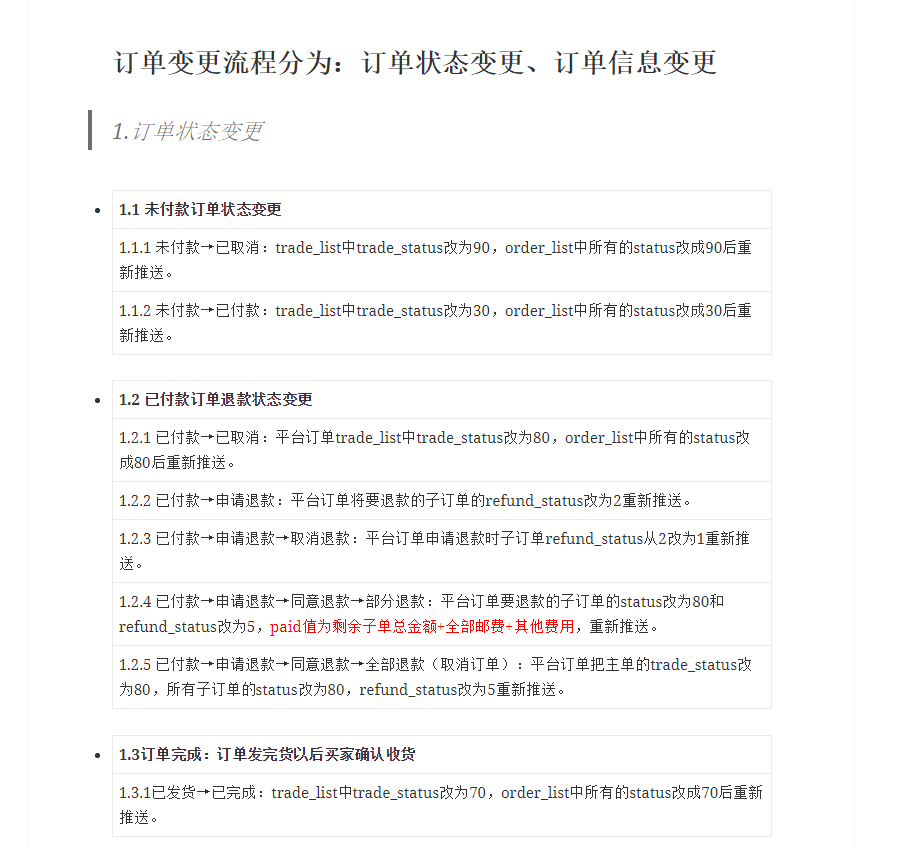 订单变更流程分为：订单状态变更、订单信息变更
1.订单状态变更
1.1 未付款订单状态变更
1.1.1 未付款→已取消：trade_list中trade_status改为90，order_list中所有的status改成90后重
新推送。
1.1.2 未付款→已付款：trade_list中trade_status改为30，order_list中所有的status改成30后重
新推送。
1.2 已付款订单退款状态变更
1.2.1 已付款→已取消：平台订单trade_list中trade_status改为80，order_list中所有的status改
成80后重新推送。
1.2.2 已付款→申请退款：平台订单将要退款的子订单的refund_status改为2重新推送。
1.2.3 已付款→申请退款→取消退款：平台订单申请退款时子订单refund_status从2改为1重新推
送。
1.2.4 已付款→申请退款→同意退款→部分退款：平台订单要退款的子订单的status改为80和
refund_status改为5，paid值为剩余子单总金额+全部邮费+其他费用，重新推送。
1.2.5 已付款→申请退款→同意退款→全部退款（取消订单）：平台订单把主单的trade_status改
为80，所有子订单的status改为80，refund_status改为5重新推送。
1.3订单完成：订单发完货以后买家确认收货
1.3.1已发货→已完成：trade_list中trade_status改为70，order_list中所有的status改成70后重新
推送。